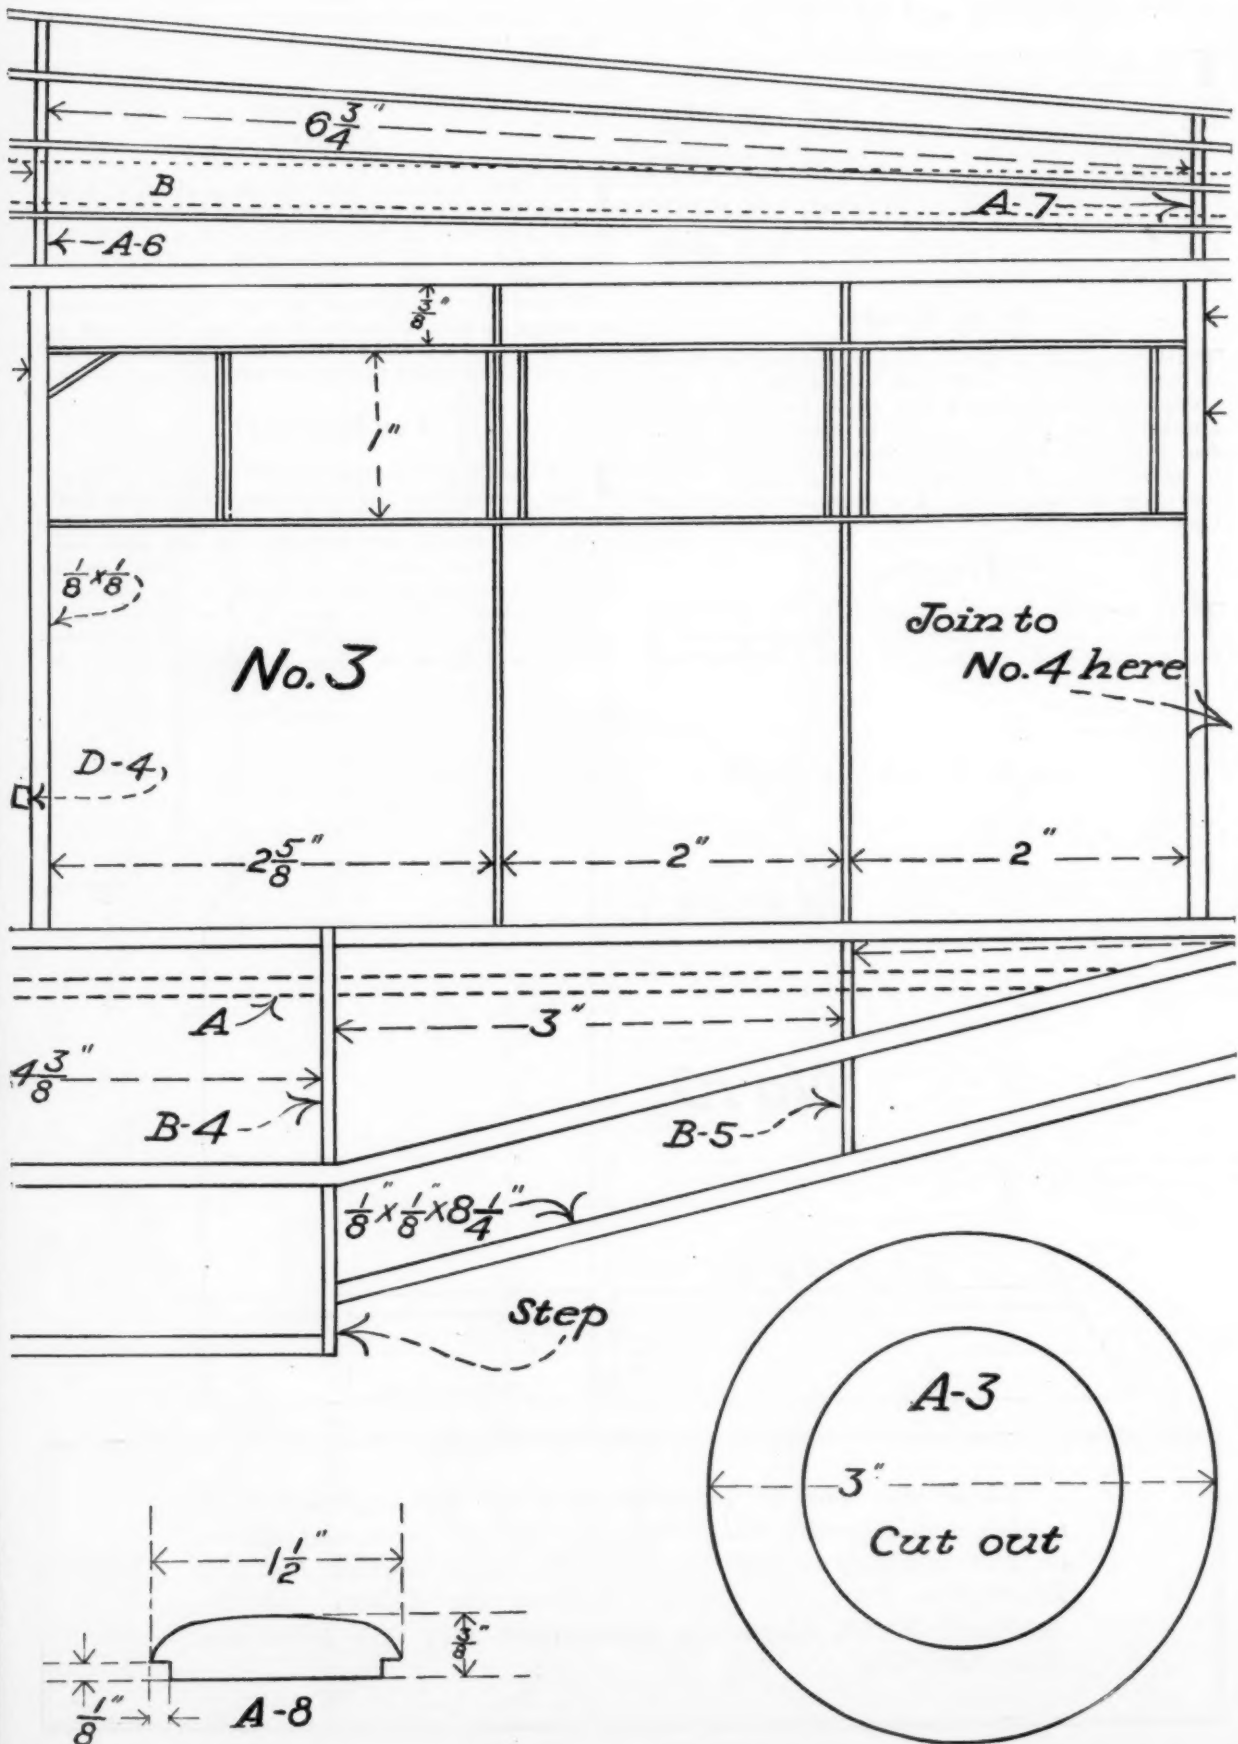 6 3/4"
B
A-7
A-6
3/8"
1"
1/8 x 1/8
No. 3
Join to
No. 4 here
D-4
2 5/8"
2"
2"
A
3"
4 3/8"
B-4
B-5
1/8" x 1/8" x 8 1/4"
Step
A-3
3"
Cut out
1 1/2"
3/8"
1/8"
A-8